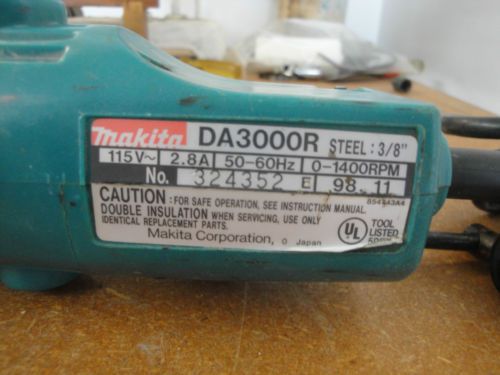 makita DA3000R STEEL : 3/8"
115V~ 2.8A 50-60Hz 0-1400RPM
No. 324352 E 98. 11
CAUTION : FOR SAFE OPERATION, SEE INSTRUCTION MANUAL.
DOUBLE INSULATION WHEN SERVICING, USE ONLY
IDENTICAL REPLACEMENT PARTS.
Makita Corporation, O Japan
UL TOOL
LISTED